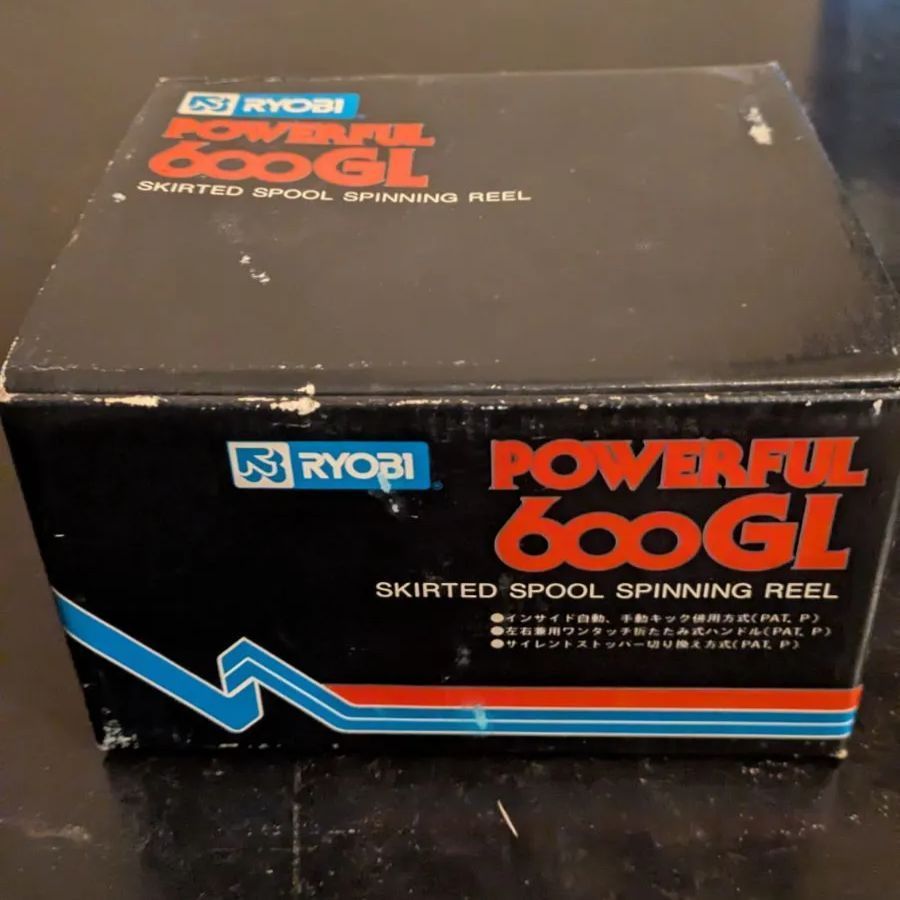 RYOBI
POWERFUL
600GL
SKIRTED SPOOL SPINNING REEL
RYOBI
POWERFUL
600GL
SKIRTED SPOOL SPINNING REEL
●インサイド自動、手動キック併用方式(PAT. P)
●左右兼用ワンタッチ折たたみ式ハンドル(PAT. P)
●サイレントストッパー切り換え方式(PAT. P)